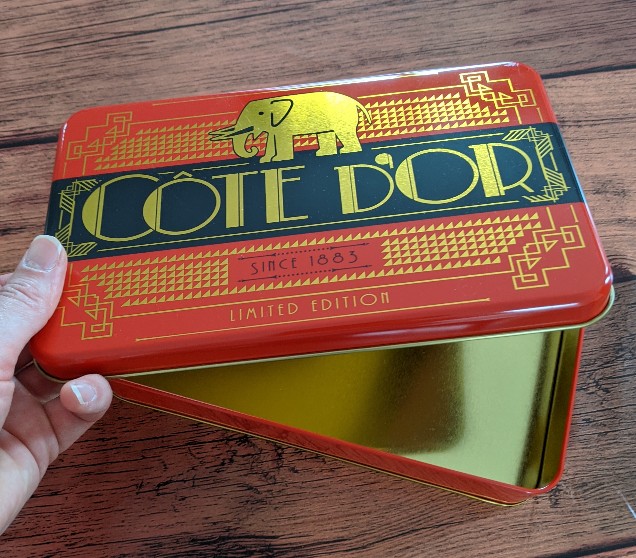 CÔTE D'OR
SINCE 1883
LIMITED EDITION